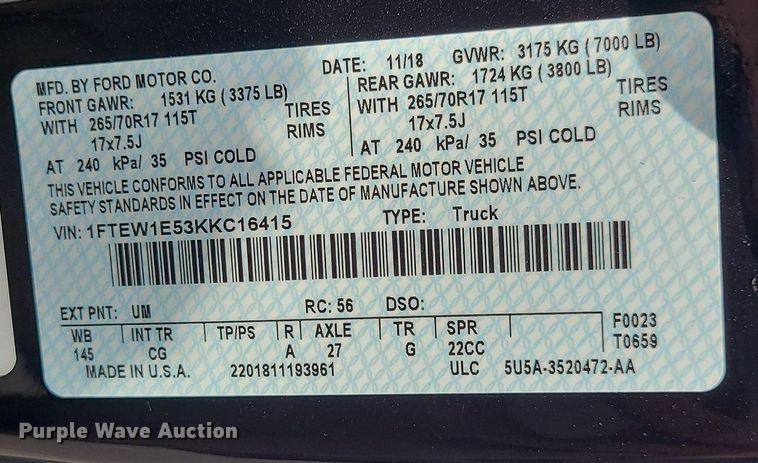 MFD. BY FORD MOTOR CO.
DATE: 11/18 GVWR: 3175 KG ( 7000 LB)
FRONT GAWR: 1531 KG ( 3375 LB)
WITH 265/70R17 115T TIRES
17x7.5J RIMS
AT 240 kPa/ 35 PSI COLD
REAR GAWR: 1724 KG ( 3800 LB)
WITH 265/70R17 115T TIRES
17x7.5J RIMS
AT 240 kPa/ 35 PSI COLD
THIS VEHICLE CONFORMS TO ALL APPLICABLE FEDERAL MOTOR VEHICLE
SAFETY STANDARDS IN EFFECT ON THE DATE OF MANUFACTURE SHOWN ABOVE.
VIN: 1FTEW1E53KKC16415 TYPE: Truck
EXT PNT: UM RC: 56 DSO:
WB INT TR TP/PS R AXLE TR SPR F0023
145 CG A 27 G 22CC T0659
MADE IN U.S.A. 2201811193961 ULC 5U5A-3520472-AA
Purple Wave Auction